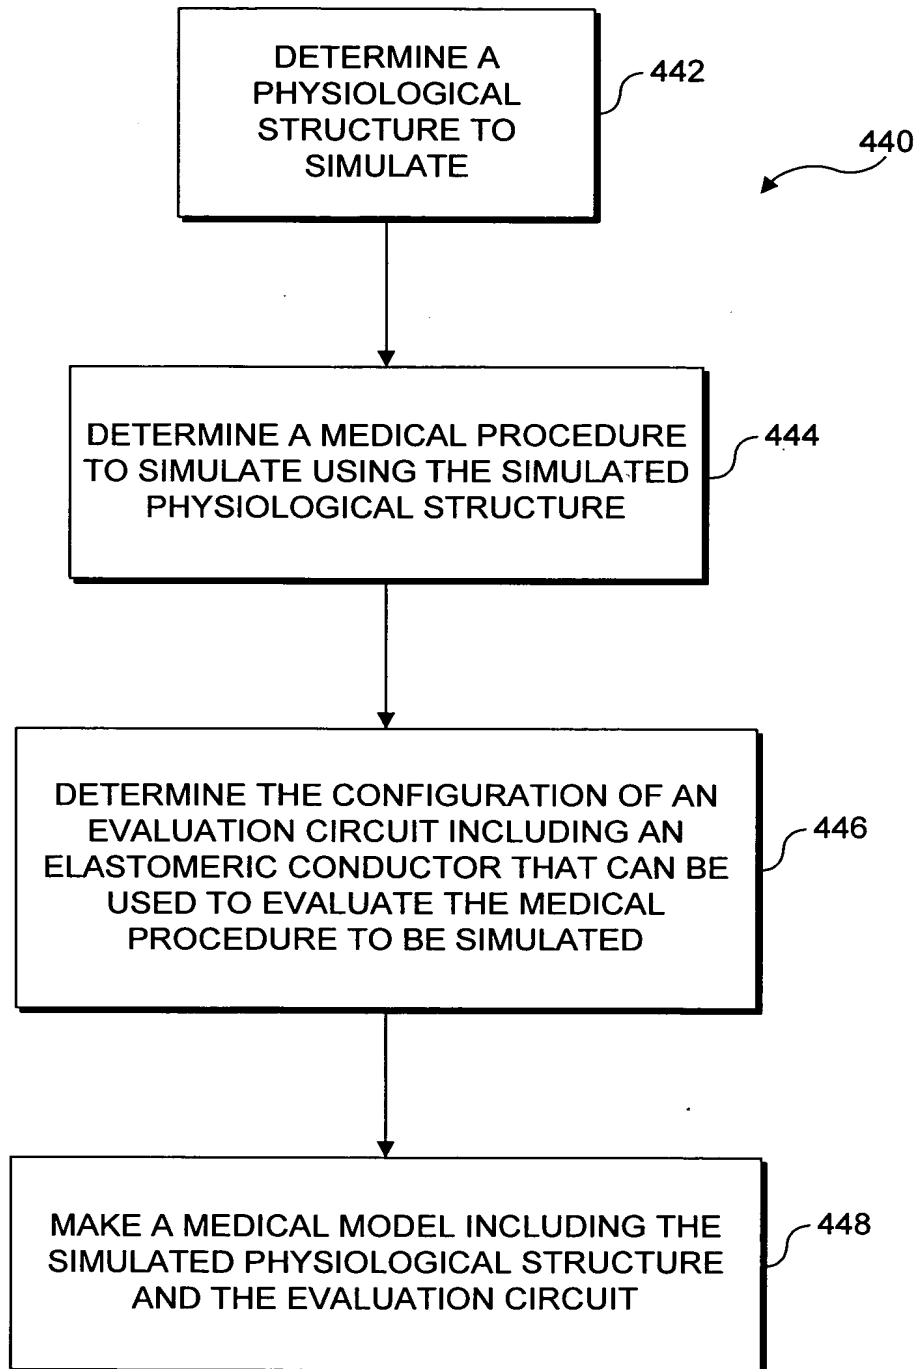 DETERMINE A
PHYSIOLOGICAL
STRUCTURE TO
SIMULATE
442
440
DETERMINE A MEDICAL PROCEDURE
TO SIMULATE USING THE SIMULATED
PHYSIOLOGICAL STRUCTURE
444
DETERMINE THE CONFIGURATION OF AN
EVALUATION CIRCUIT INCLUDING AN
ELASTOMERIC CONDUCTOR THAT CAN BE
USED TO EVALUATE THE MEDICAL
PROCEDURE TO BE SIMULATED
446
MAKE A MEDICAL MODEL INCLUDING THE
SIMULATED PHYSIOLOGICAL STRUCTURE
AND THE EVALUATION CIRCUIT
448